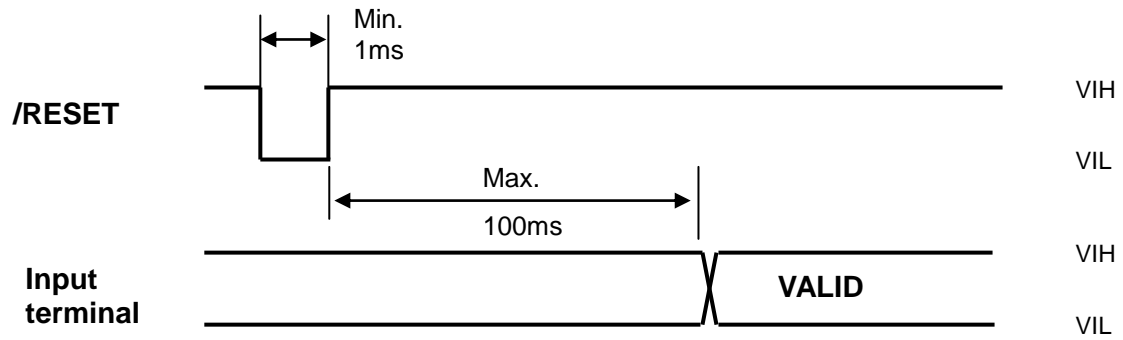 Min.
1ms
/RESET
VIH
VIL
Max.
100ms
Input
terminal
VALID
VIH
VIL